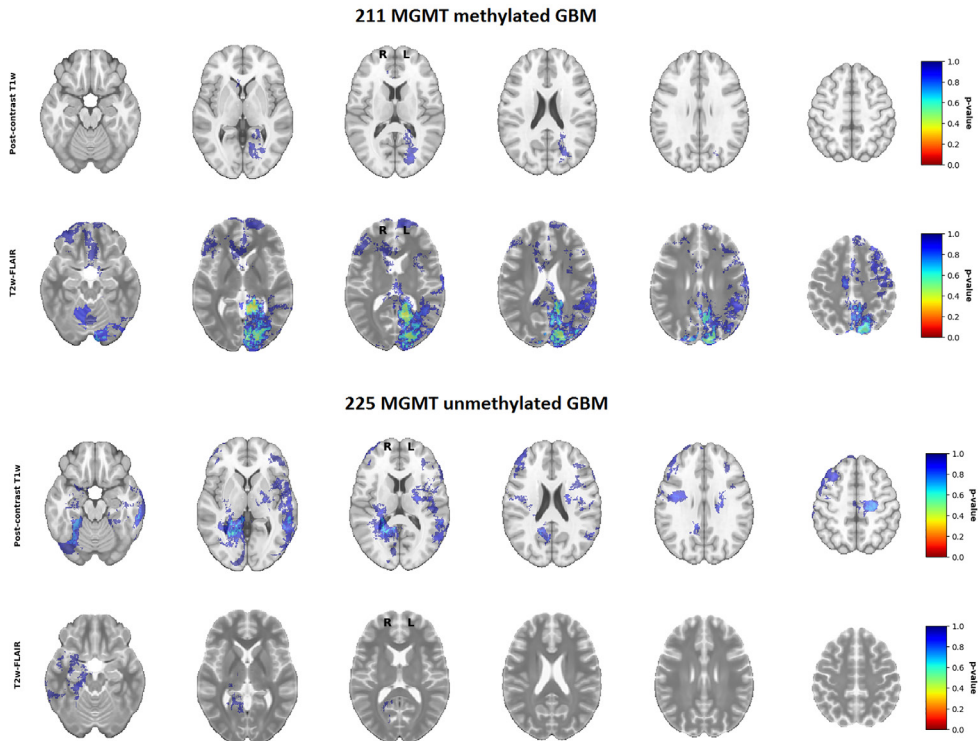 211 MGMT methylated GBM
Post-contrast T1w
R L
1.0
0.8
0.6
0.4
0.2
0.0
p-value
T2w-FLAIR
R L
1.0
0.8
0.6
0.4
0.2
0.0
p-value
225 MGMT unmethylated GBM
Post-contrast T1w
R L
1.0
0.8
0.6
0.4
0.2
0.0
p-value
T2w-FLAIR
R L
1.0
0.8
0.6
0.4
0.2
0.0
p-value